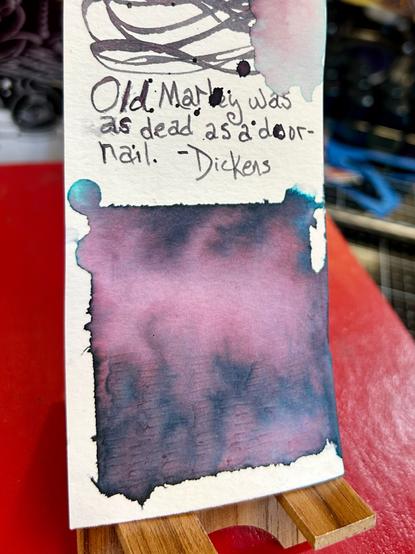 Old Marley was
as dead as a door-
nail. -Dickens